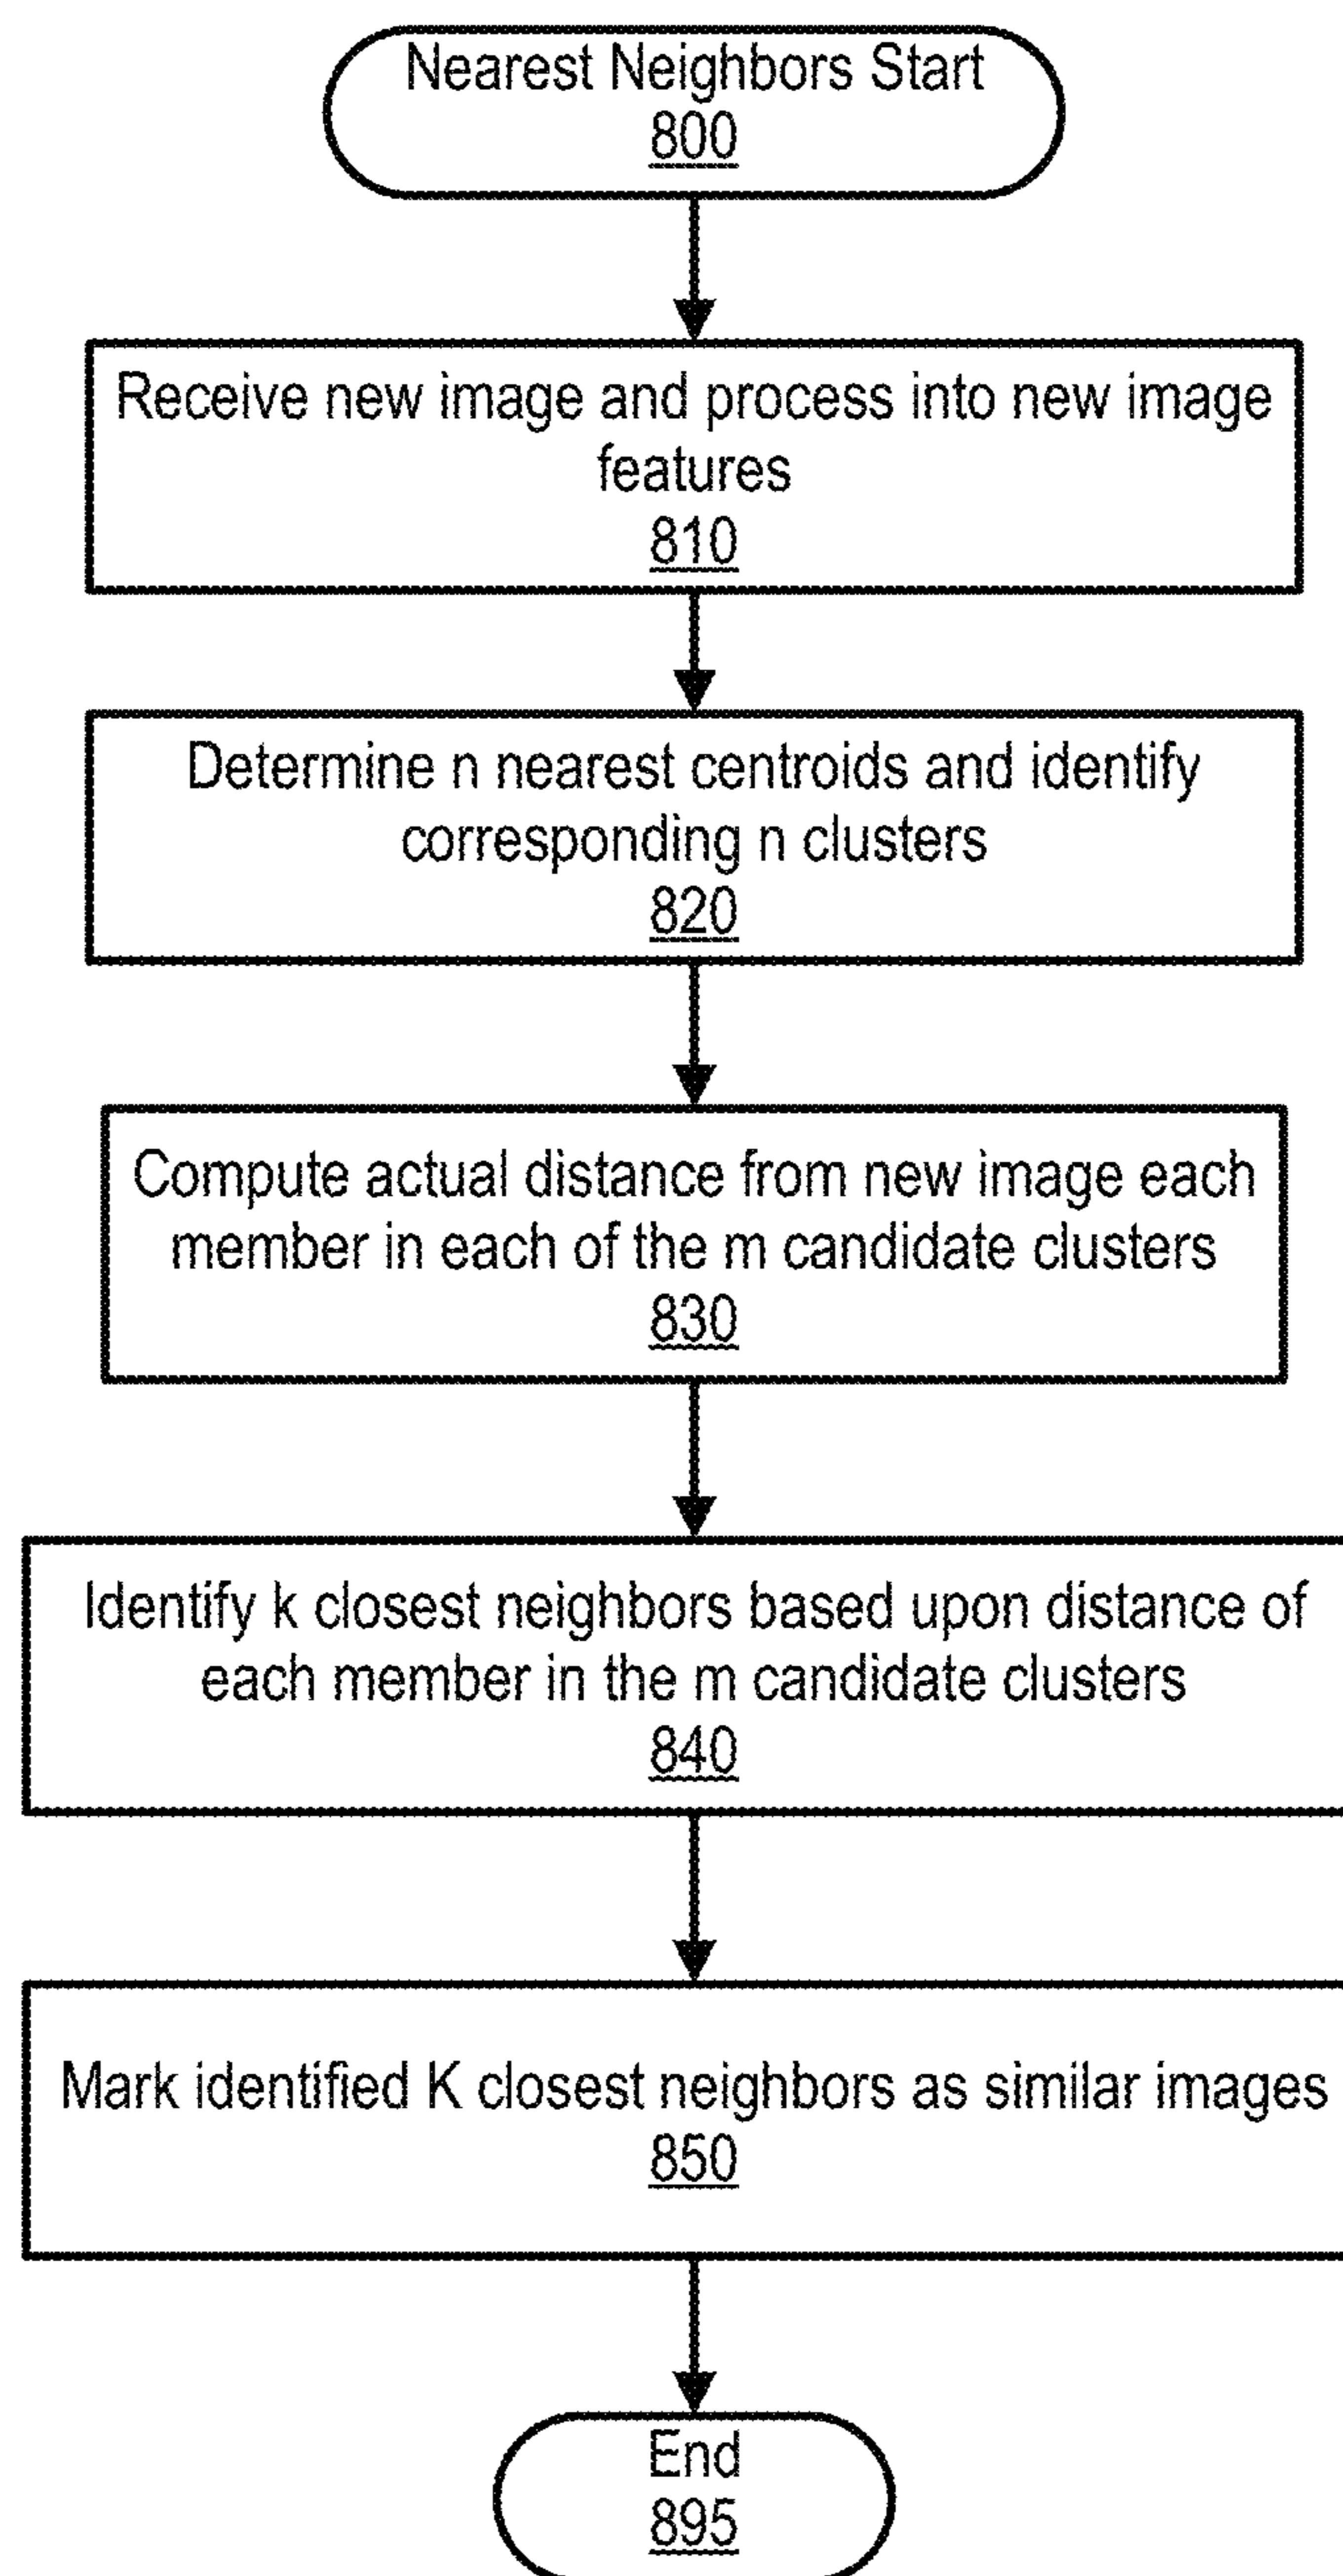 Nearest Neighbors Start
800
Receive new image and process into new image
features
810
Determine n nearest centroids and identify
corresponding n clusters
820
Compute actual distance from new image each
member in each of the m candidate clusters
830
Identify k closest neighbors based upon distance of
each member in the m candidate clusters
840
Mark identified K closest neighbors as similar images
850
End
895